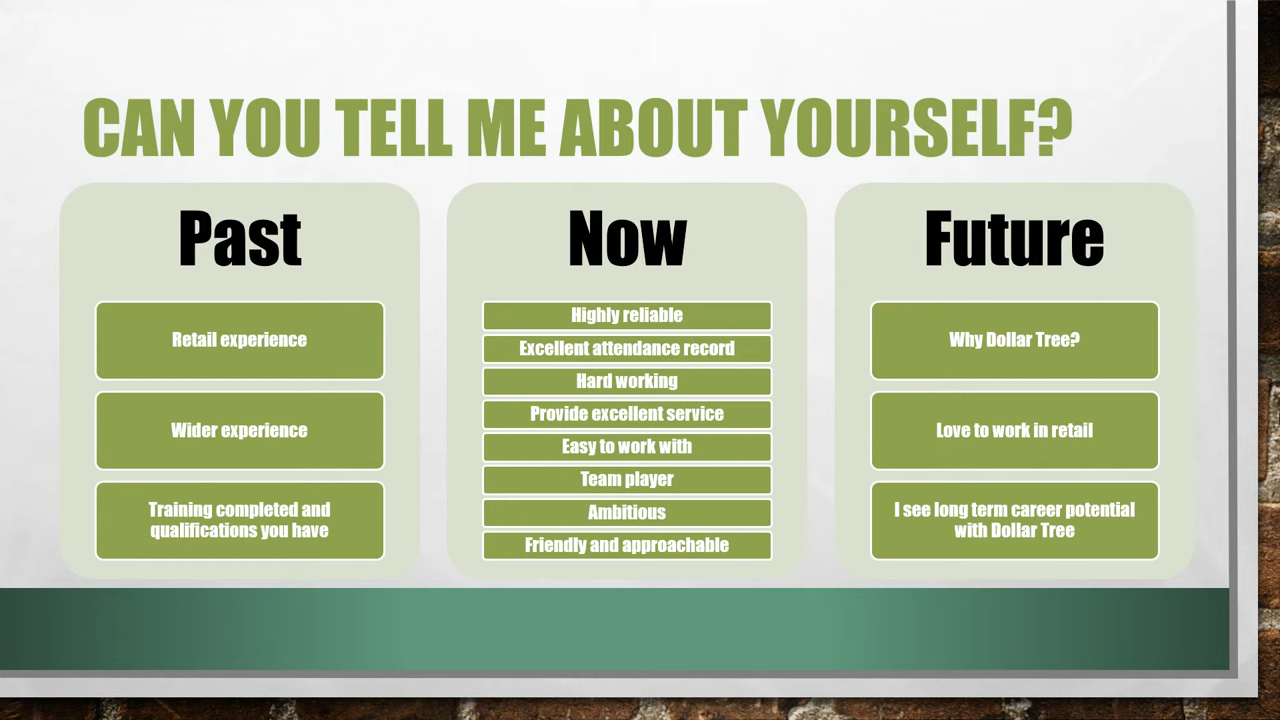 CAN YOU TELL ME ABOUT YOURSELF?
Past
Retail experience
Wider experience
Training completed and
qualifications you have
Now
Highly reliable
Excellent attendance record
Hard working
Provide excellent service
Easy to work with
Team player
Ambitious
Friendly and approachable
Future
Why Dollar Tree?
Love to work in retail
I see long term career potential
with Dollar Tree